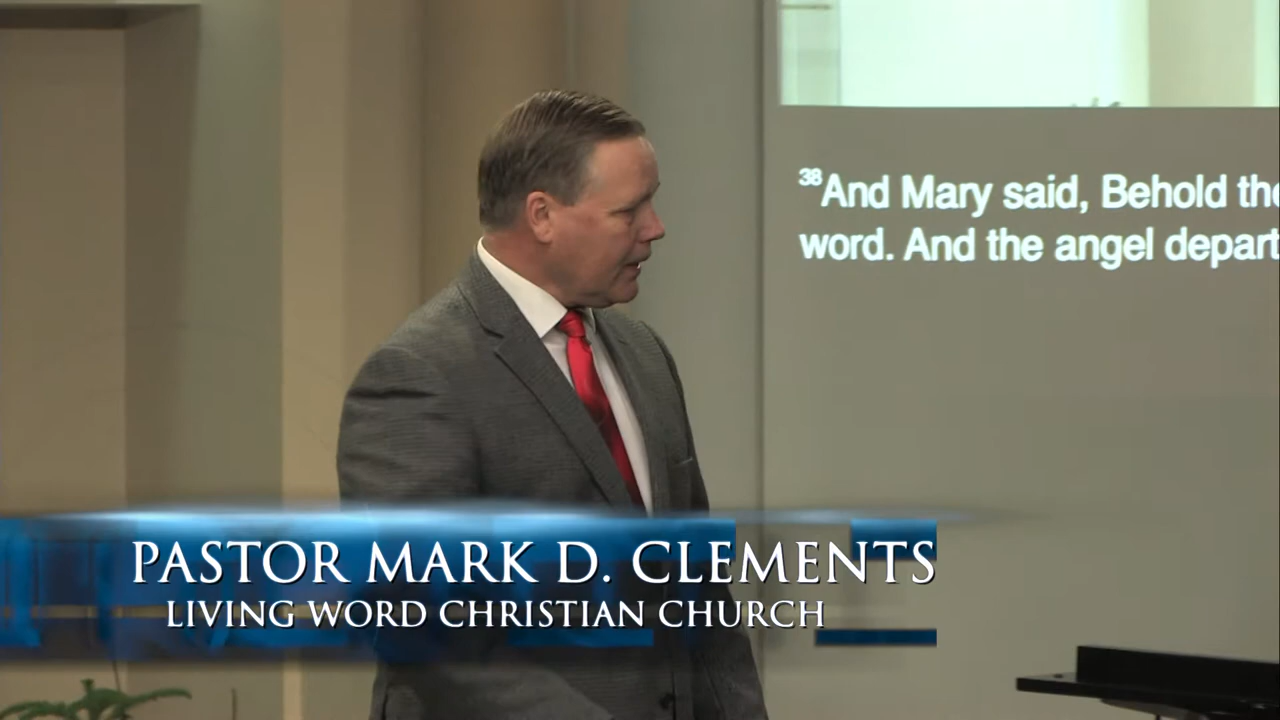 38And Mary said, Behold the
word. And the angel depart
PASTOR MARK D. CLEMENTS
LIVING WORD CHRISTIAN CHURCH